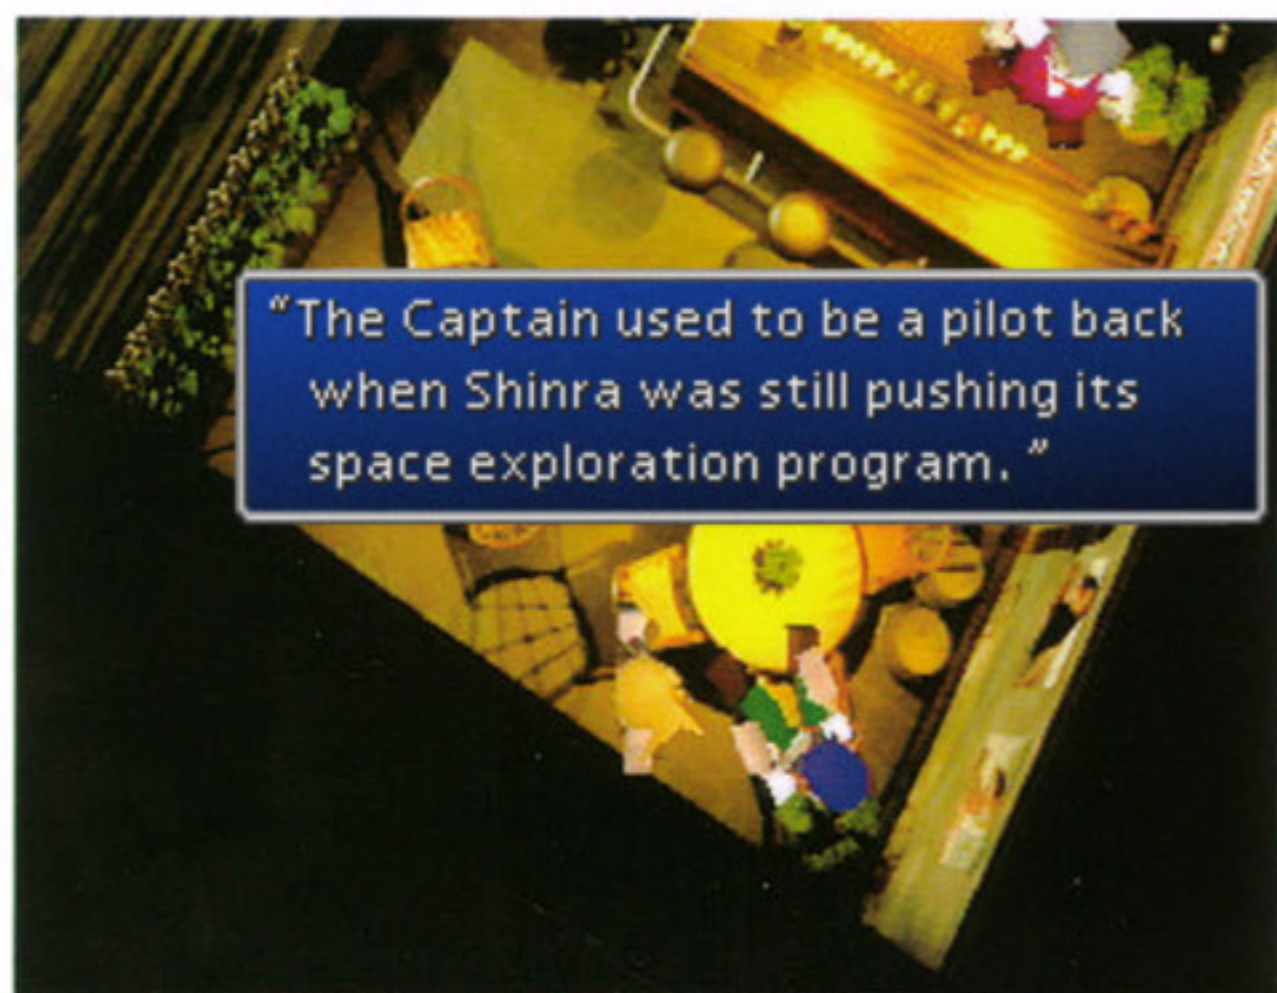 “The Captain used to be a pilot back
when Shinra was still pushing its
space exploration program. ”